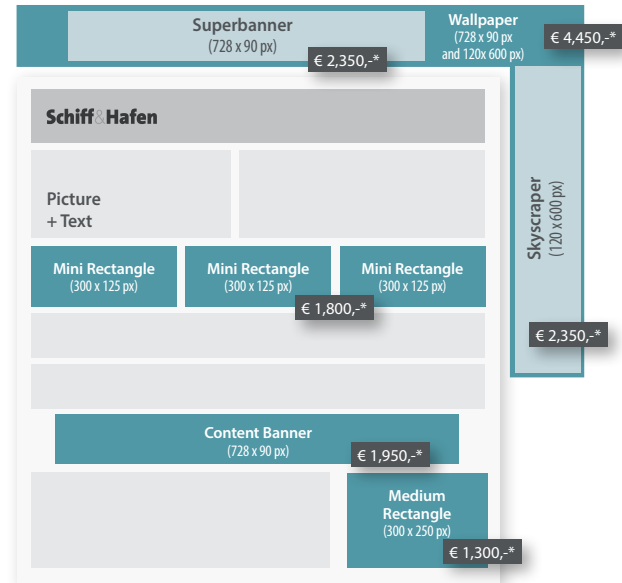 Superbanner
(728 x 90 px)
€ 2,350,-*
Wallpaper
(728 x 90 px
and 120x 600 px)
€ 4,450,-*
Schiff&Hafen
Skyscraper
(120 x 600 px)
€ 2,350,-*
Picture
+ Text
Mini Rectangle
(300 x 125 px)
Mini Rectangle
(300 x 125 px)
€ 1,800,-*
Mini Rectangle
(300 x 125 px)
Content Banner
(728 x 90 px)
€ 1,950,-*
Medium
Rectangle
(300 x 250 px)
€ 1,300,-*